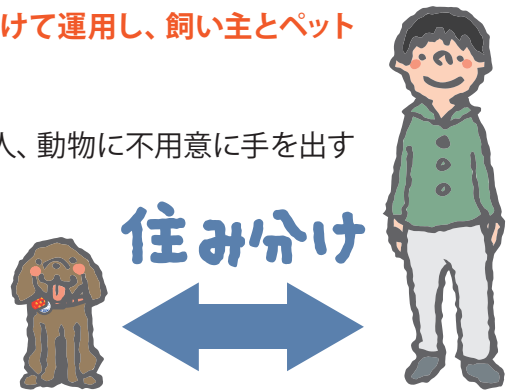 けて運用し、飼い主とペット
人、動物に不用意に手を出す
住み分け